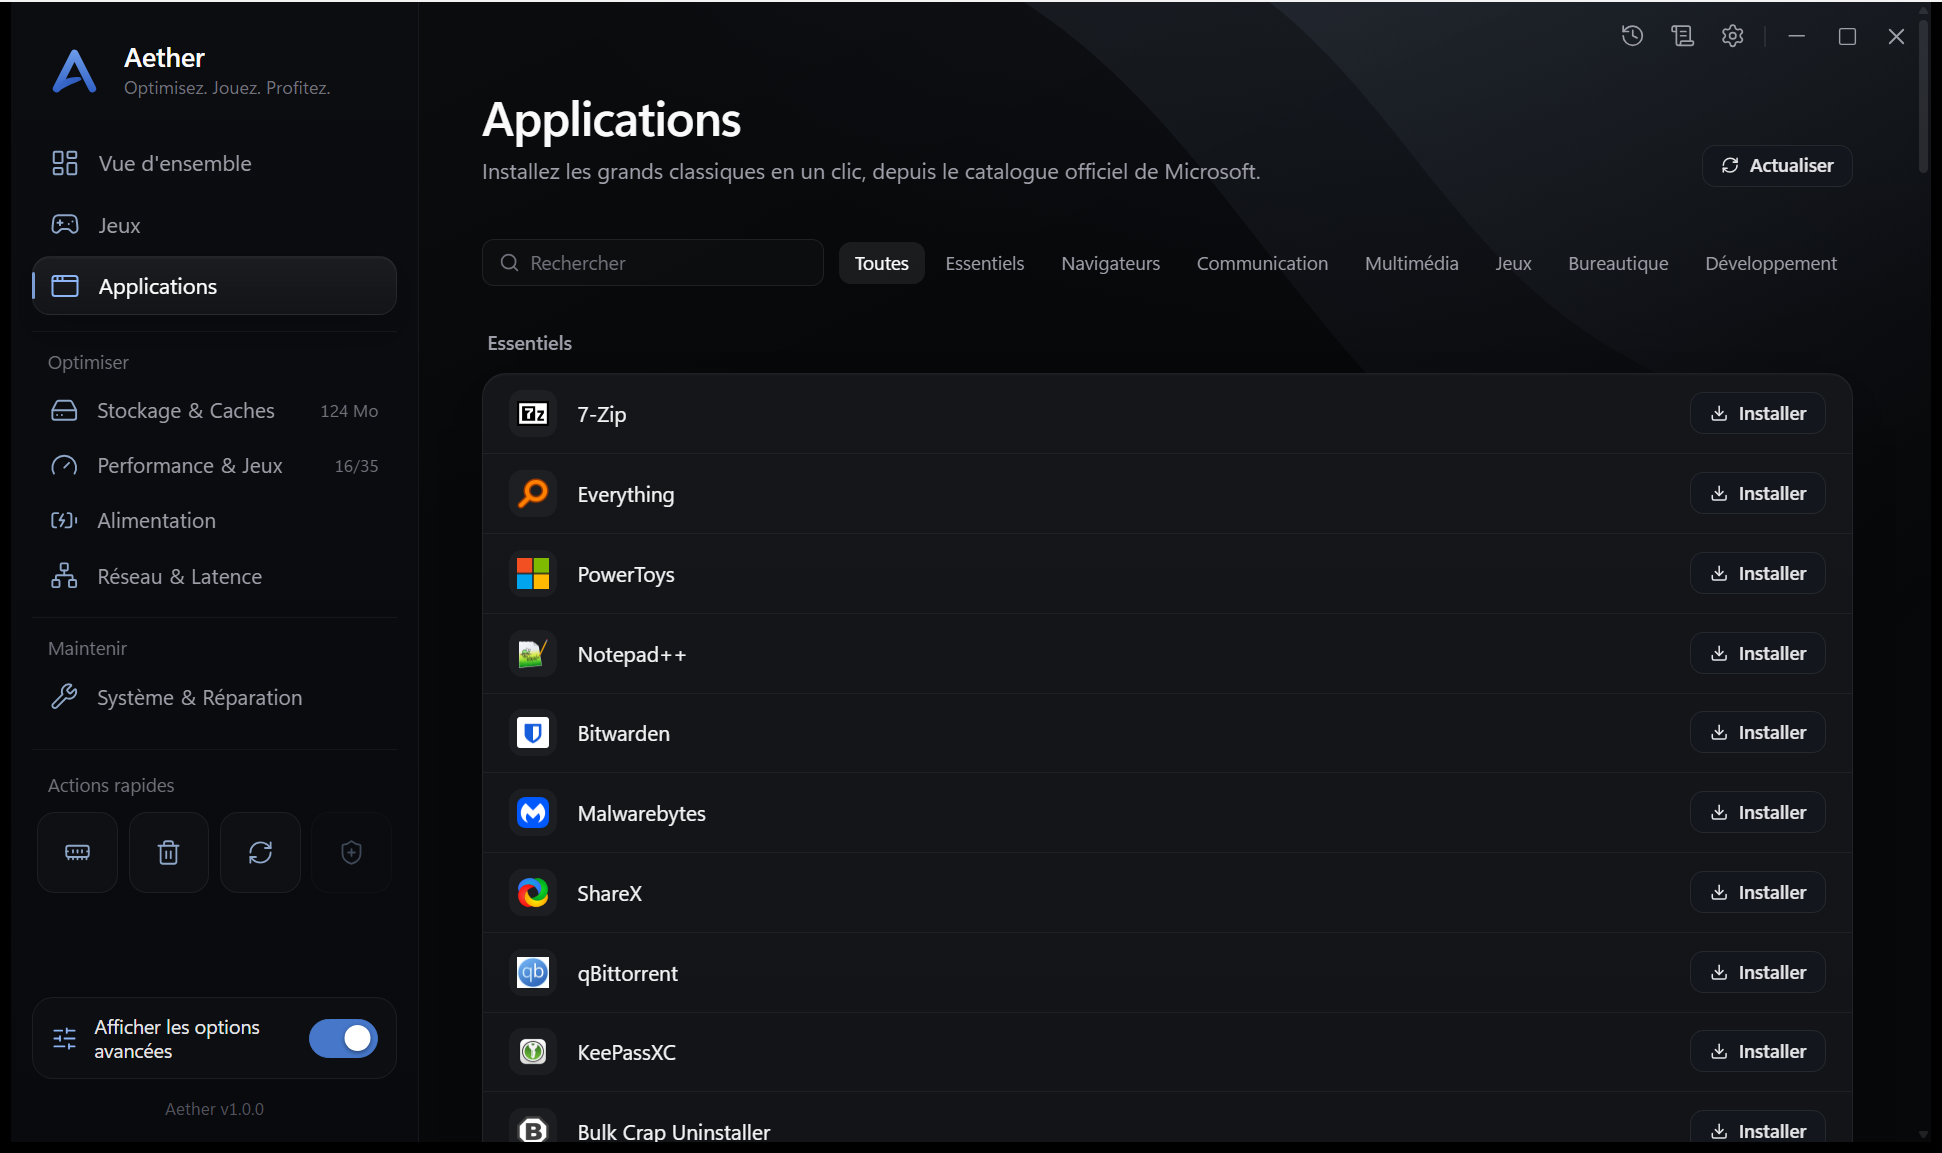 Aether
Optimisez. Jouez. Profitez.
Vue d'ensemble
Jeux
Applications
Optimiser
Stockage & Caches 124 Mo
Performance & Jeux 16/35
Alimentation
Réseau & Latence
Maintenir
Système & Réparation
Actions rapides
Afficher les options
avancées
Aether v1.0.0
Applications
Installez les grands classiques en un clic, depuis le catalogue officiel de Microsoft.
Actualiser
Rechercher
Toutes Essentiels Navigateurs Communication Multimédia Jeux Bureautique Développement
Essentiels
7z 7-Zip Installer
Everything Installer
PowerToys Installer
Notepad++ Installer
Bitwarden Installer
Malwarebytes Installer
ShareX Installer
qb qBittorrent Installer
KeePassXC Installer
B Bulk Crap Uninstaller Installer